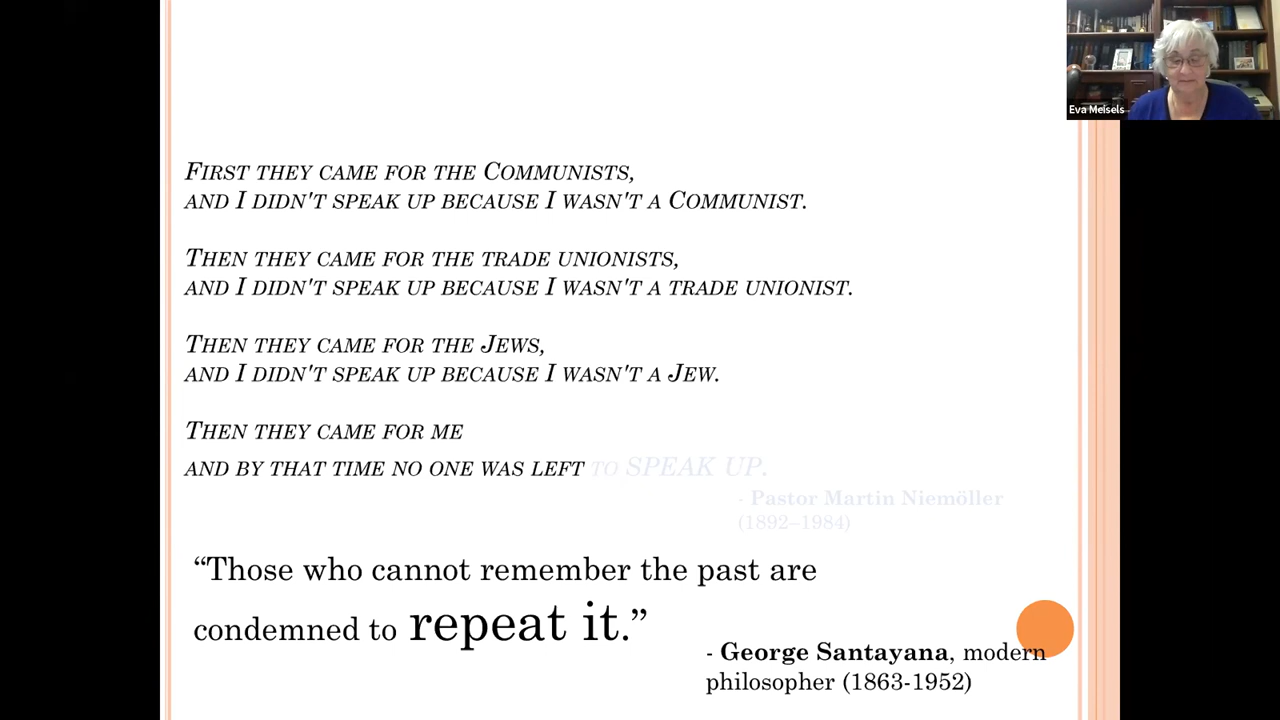 Eva Meisels
First they came for the Communists,
and I didn't speak up because I wasn't a Communist.
Then they came for the trade unionists,
and I didn't speak up because I wasn't a trade unionist.
Then they came for the Jews,
and I didn't speak up because I wasn't a Jew.
Then they came for me
and by that time no one was left to speak up.
- Pastor Martin Niemöller
(1892–1984)
“Those who cannot remember the past are
condemned to repeat it.”
- George Santayana, modern
philosopher (1863-1952)